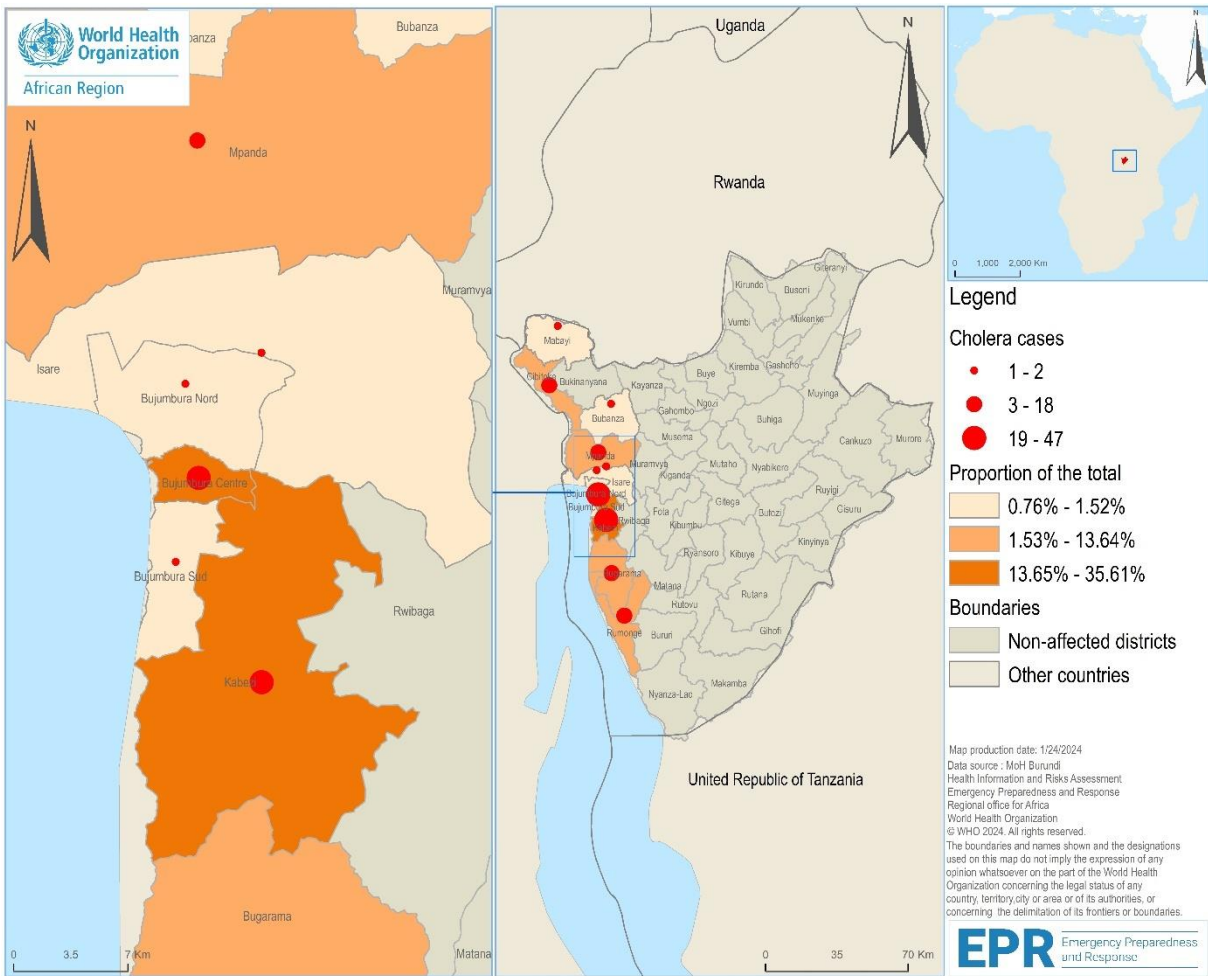 World Health
Organization
African Region
Bubanza
N
Mpanda
Muramvya
Isare
Bujumbura Nord
Bujumbura Centre
Bujumbura Sud
Rwibaga
Bugarama
Matana
0 3.5 7 Km
Uganda
N
Rwanda
Giteranyi
Kirundo
Busoni
Vumbi
Mukenke
Mabayi
Kiremba
Gashoho
Buye
Cibitoke
Bukinanyana
Kayanza
Muyinga
Ngozi
Gahombo
Bubanza
Buhiga
Musema
Cankuzo
Murore
Mpanda
Muramvya
Mutaho
Nyabikere
Kiganda
Isare
Ruyigi
Bujumbura Nord
Gitega
Butezi
Cisuru
Bujumbura Sud
Fota
Rwibaga
Kibumbu
Kinyinya
Ryansoro
Kibuye
Matana
Rutana
Rutovu
Gihofi
Rumonge
Bururi
Makamba
Nyanza-Lac
United Republic of Tanzania
0 35 70 Km
N
0 1,000 2,000 Km
Legend
Cholera cases
1 - 2
3 - 18
19 - 47
Proportion of the total
0.76% - 1.52%
1.53% - 13.64%
13.65% - 35.61%
Boundaries
Non-affected districts
Other countries
Map production date: 1/24/2024
Data source : MoH Burundi
Health Information and Risks Assessment
Emergency Preparedness and Response
Regional office for Africa
World Health Organization
© WHO 2024. All rights reserved.
The boundaries and names shown and the designations
used on this map do not imply the expression of any
opinion whatsoever on the part of the World Health
Organization concerning the legal status of any
country, territory,city or area or of its authorities, or
concerning the delimitation of its frontiers or boundaries.
EPR Emergency Preparedness
and Response